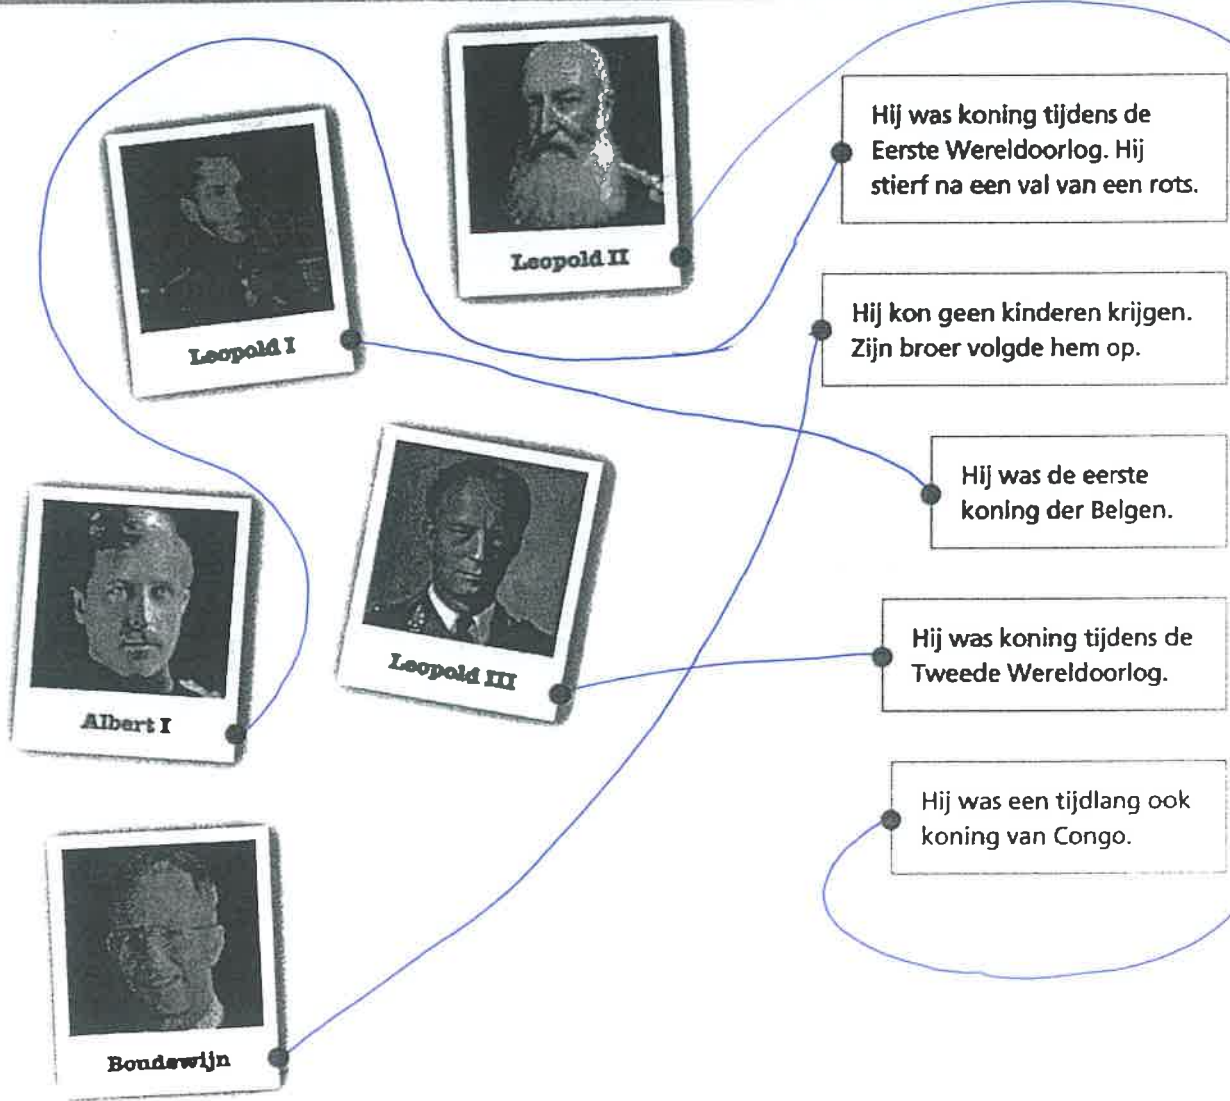 Leopold II
Leopold I
Leopold III
Albert I
Boudewijn
Hij was koning tijdens de
Eerste Wereldoorlog. Hij
stierf na een val van een rots.
Hij kon geen kinderen krijgen.
Zijn broer volgde hem op.
Hij was de eerste
koning der Belgen.
Hij was koning tijdens de
Tweede Wereldoorlog.
Hij was een tijdlang ook
koning van Congo.